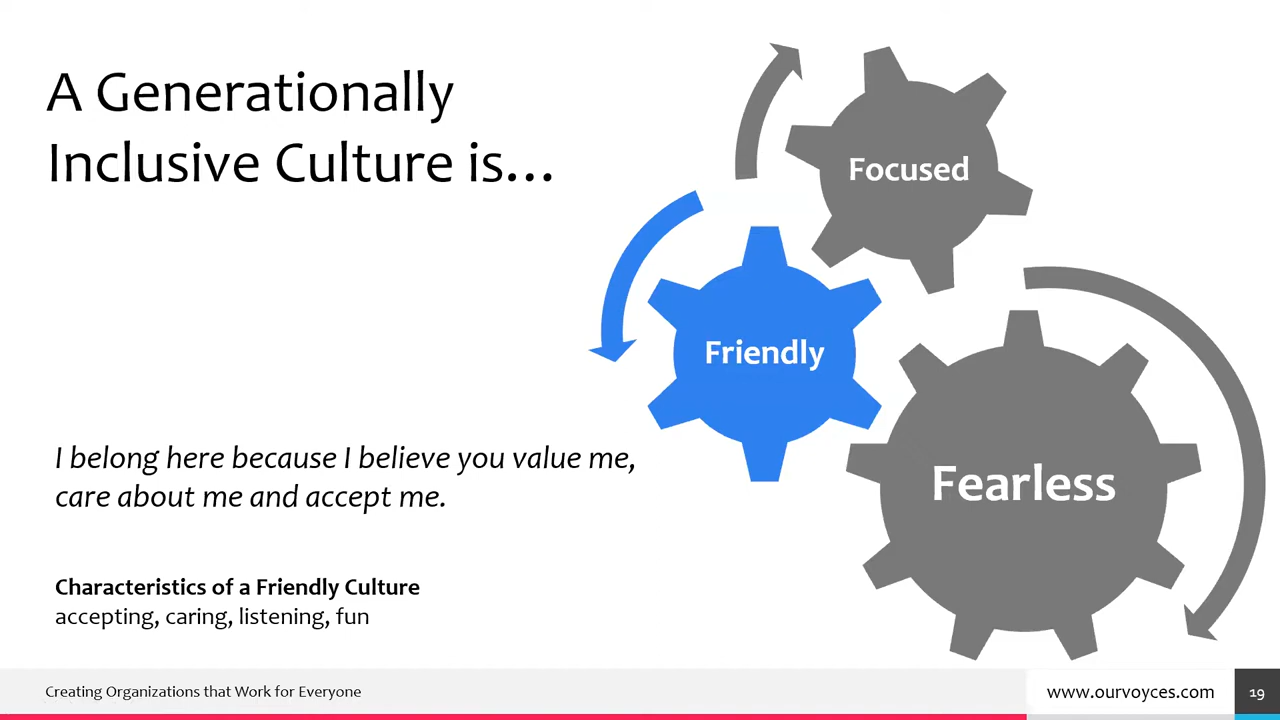 A Generationally
Inclusive Culture is…
Focused
Friendly
Fearless
I belong here because I believe you value me,
care about me and accept me.
Characteristics of a Friendly Culture
accepting, caring, listening, fun
Creating Organizations that Work for Everyone
www.ourvoyces.com
19